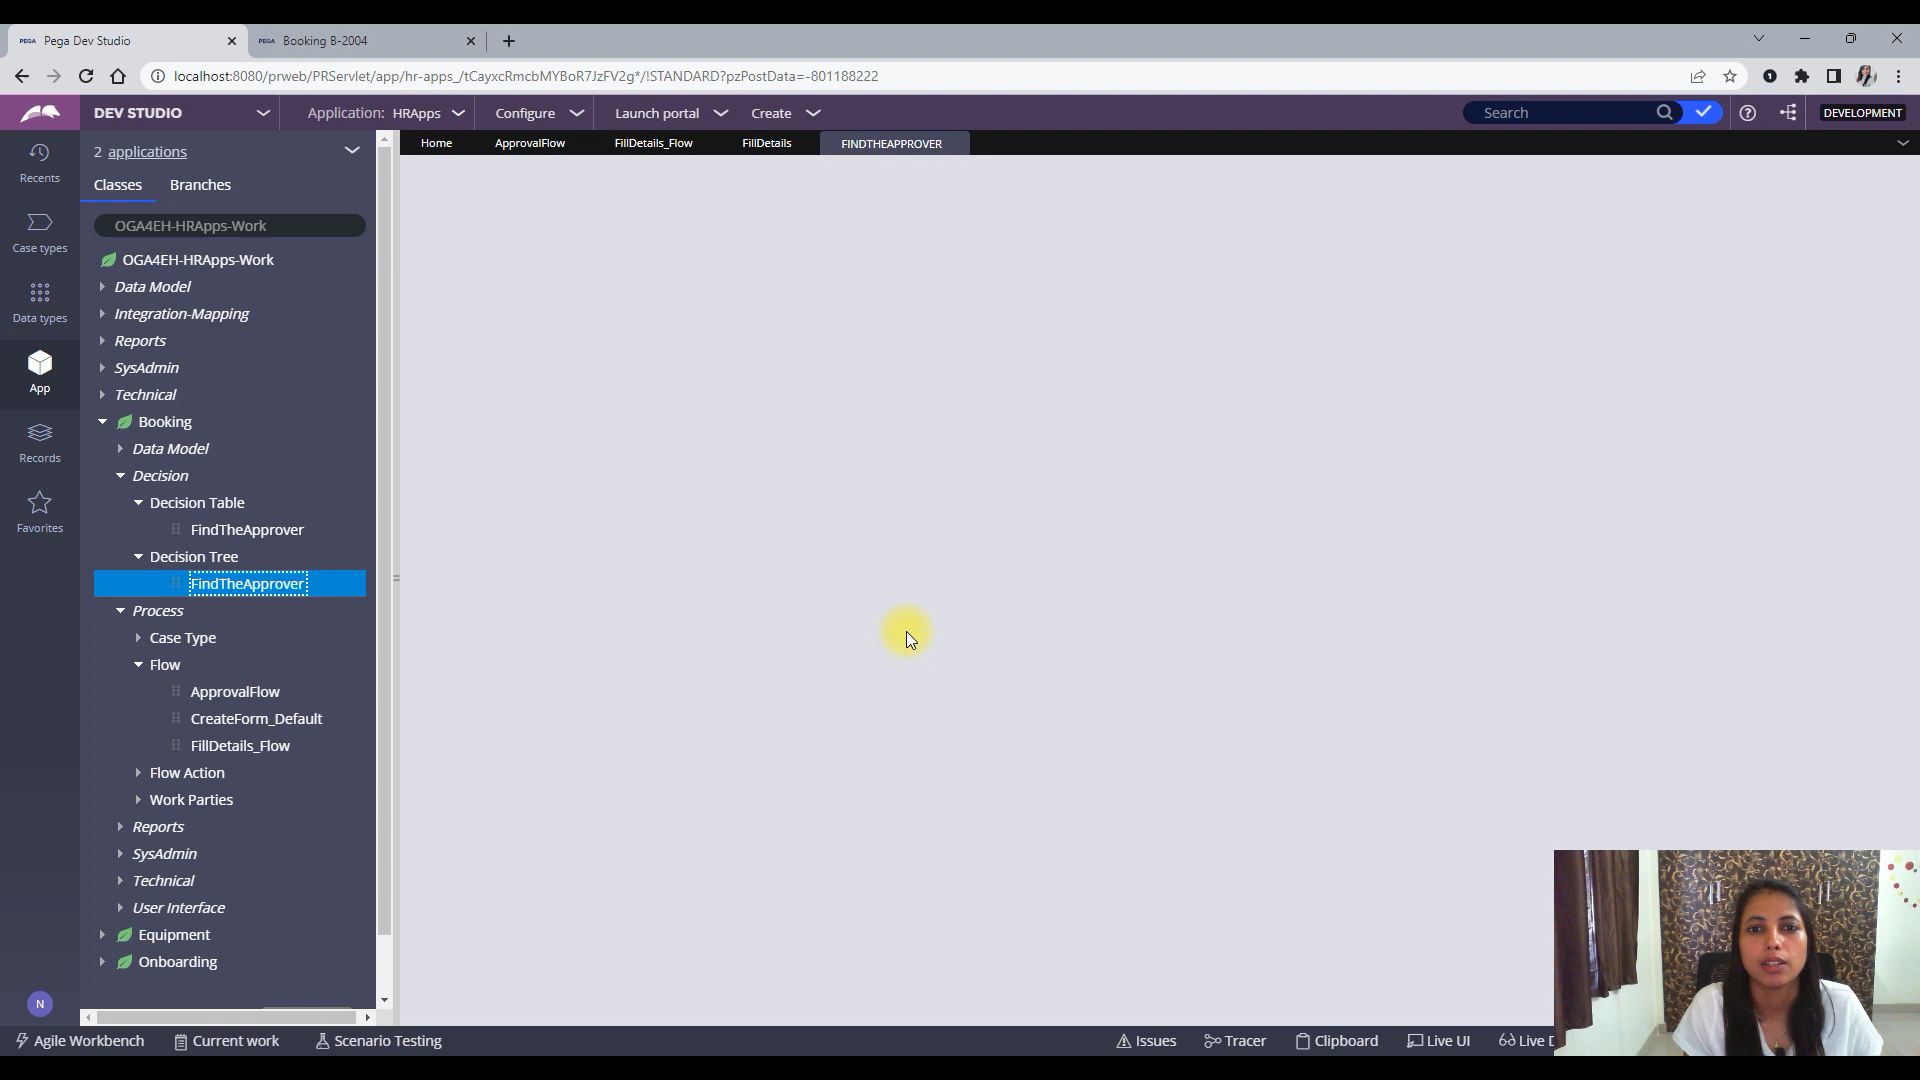 PEGA Pega Dev Studio
PEGA Booking B-2004
localhost:8080/prweb/PRServlet/app/hr-apps_/tCayxcRmcbMYBoR7JzFV2g*/!STANDARD?pzPostData=-801188222
DEV STUDIO
Application: HRApps
Configure
Launch portal
Create
Search
DEVELOPMENT
Recents
Case types
Data types
App
Records
Favorites
N
2 applications
Classes Branches
OGA4EH-HRApps-Work
OGA4EH-HRApps-Work
Data Model
Integration-Mapping
Reports
SysAdmin
Technical
Booking
Data Model
Decision
Decision Table
FindTheApprover
Decision Tree
FindTheApprover
Process
Case Type
Flow
ApprovalFlow
CreateForm_Default
FillDetails_Flow
Flow Action
Work Parties
Reports
SysAdmin
Technical
User Interface
Equipment
Onboarding
Home ApprovalFlow FillDetails_Flow FillDetails FINDTHEAPPROVER
Agile Workbench Current work Scenario Testing
Issues Tracer Clipboard Live UI Live